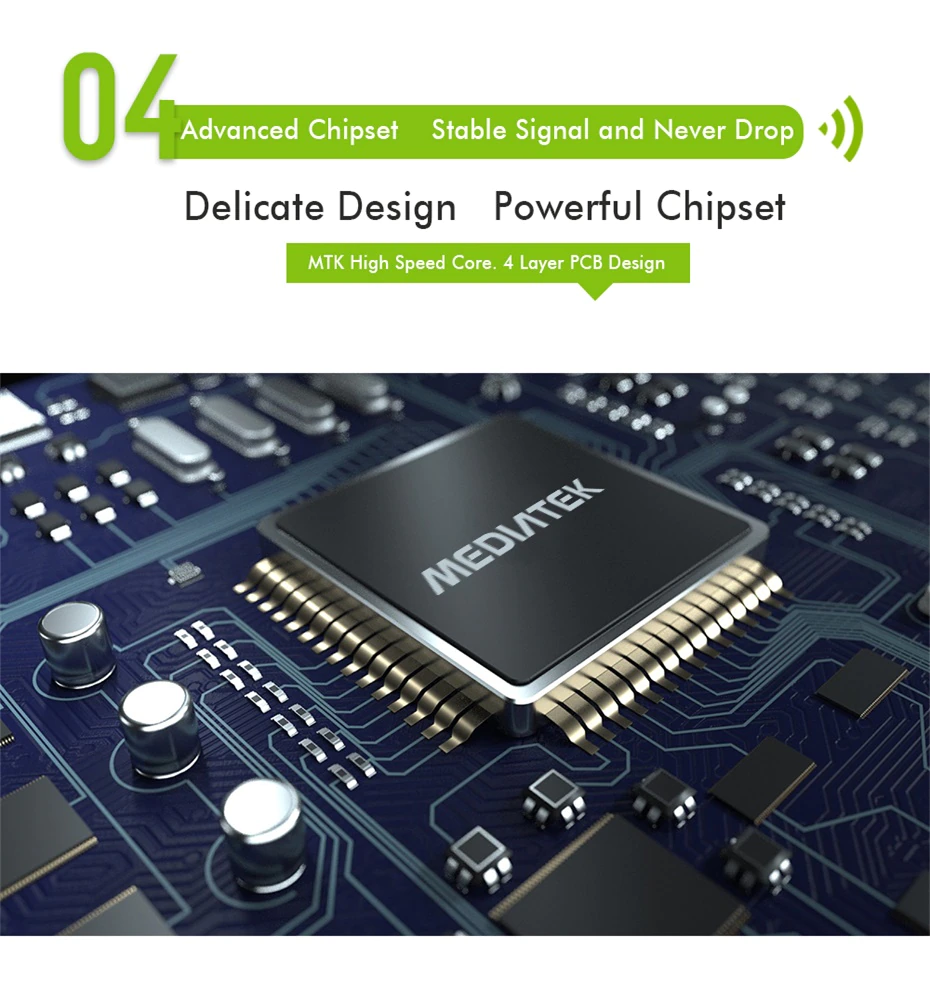 04
Advanced Chipset Stable Signal and Never Drop
Delicate Design Powerful Chipset
MTK High Speed Core. 4 Layer PCB Design
MEDIATEK